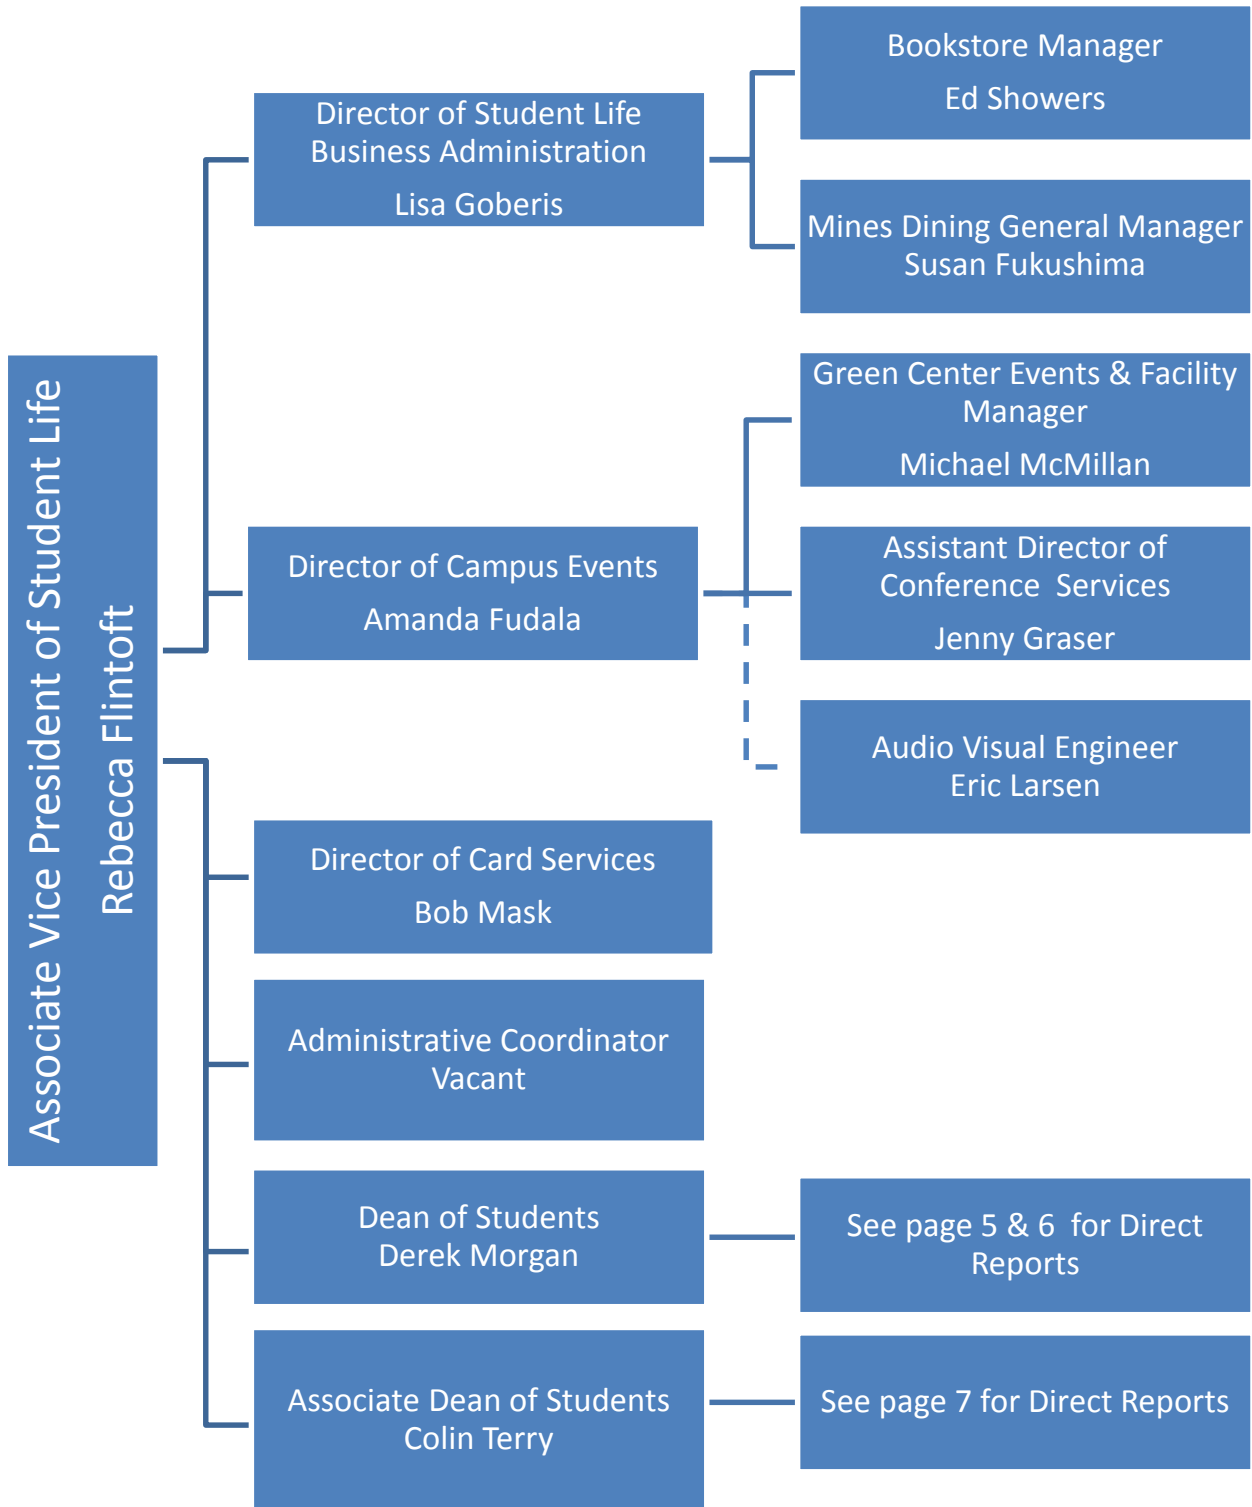 Associate Vice President of Student Life
Rebecca Flintoft
Director of Student Life
Business Administration
Lisa Goberis
Bookstore Manager
Ed Showers
Mines Dining General Manager
Susan Fukushima
Director of Campus Events
Amanda Fudala
Green Center Events & Facility
Manager
Michael McMillan
Assistant Director of
Conference  Services
Jenny Graser
Audio Visual Engineer
Eric Larsen
Director of Card Services
Bob Mask
Administrative Coordinator
Vacant
Dean of Students
Derek Morgan
See page 5 & 6  for Direct
Reports
Associate Dean of Students
Colin Terry
See page 7 for Direct Reports